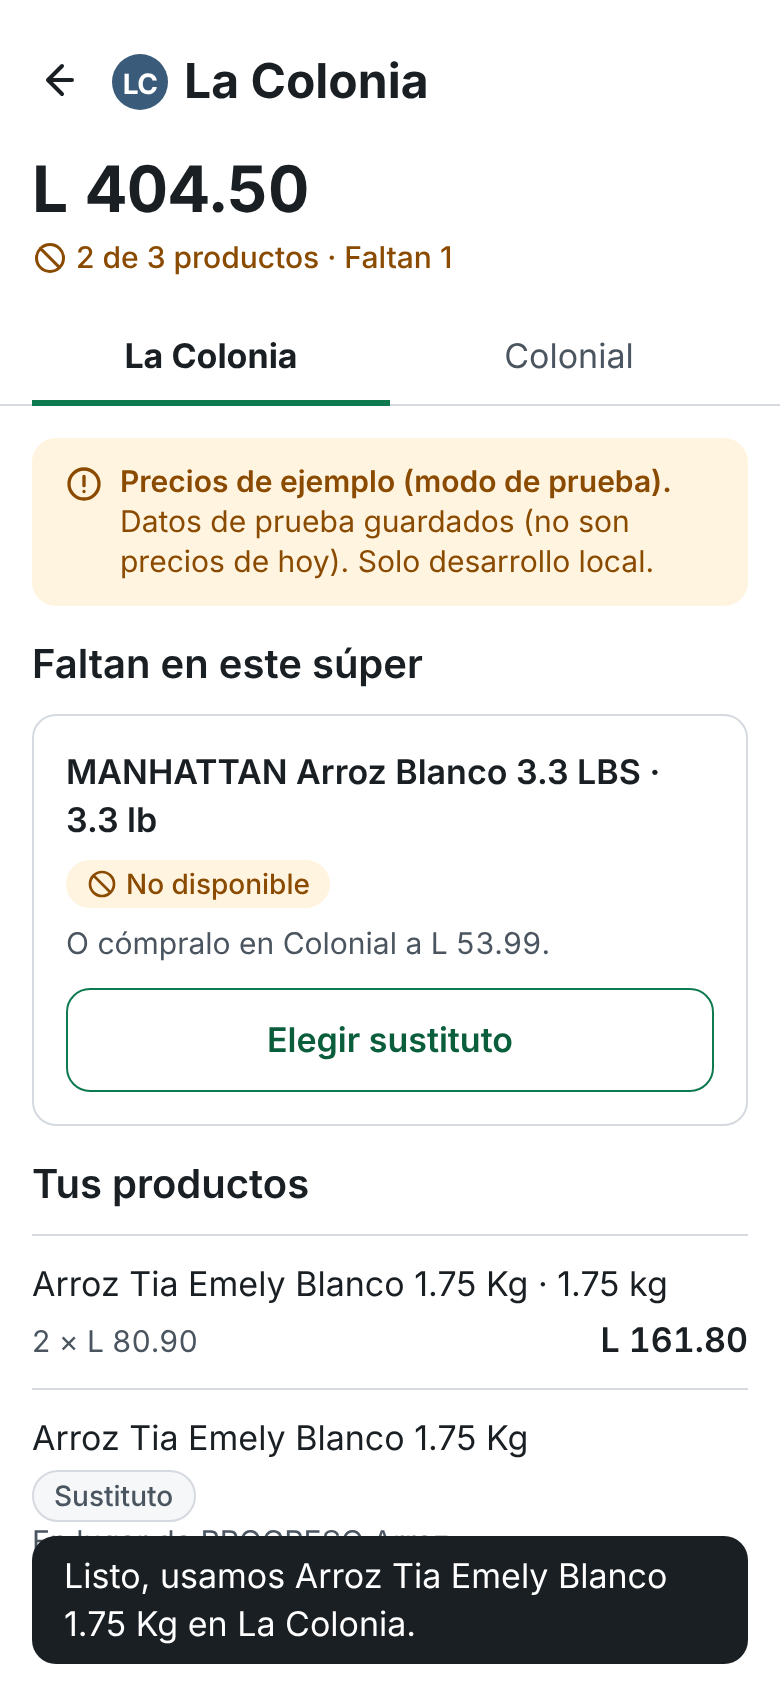 LC La Colonia
L 404.50
2 de 3 productos · Faltan 1
La Colonia Colonial
Precios de ejemplo (modo de prueba).
Datos de prueba guardados (no son
precios de hoy). Solo desarrollo local.
Faltan en este súper
MANHATTAN Arroz Blanco 3.3 LBS ·
3.3 lb
No disponible
O cómpralo en Colonial a L 53.99.
Elegir sustituto
Tus productos
Arroz Tia Emely Blanco 1.75 Kg · 1.75 kg
2 × L 80.90 L 161.80
Arroz Tia Emely Blanco 1.75 Kg
Sustituto
Listo, usamos Arroz Tia Emely Blanco
1.75 Kg en La Colonia.